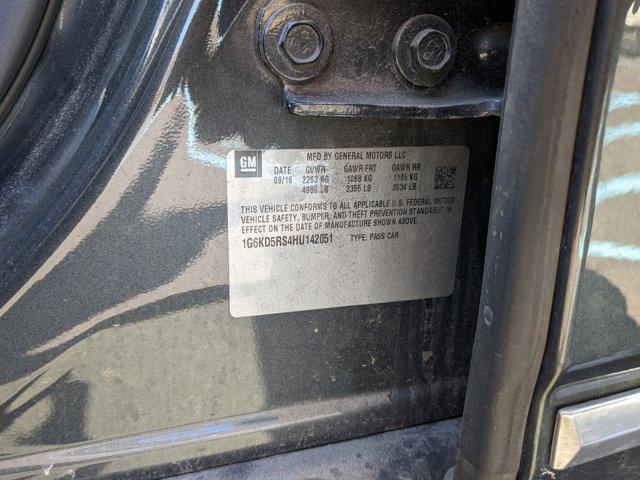 GM
MFD BY GENERAL MOTORS LLC
DATE GVWR GAWR FRT GAWR RR
09/16 2263 KG 1068 KG 1195 KG
4989 LB 2355 LB 2634 LB
THIS VEHICLE CONFORMS TO ALL APPLICABLE U.S. FEDERAL MOTOR
VEHICLE SAFETY, BUMPER, AND THEFT PREVENTION STANDARDS IN
EFFECT ON THE DATE OF MANUFACTURE SHOWN ABOVE.
1G6KD5RS4HU142051 TYPE: PASS CAR